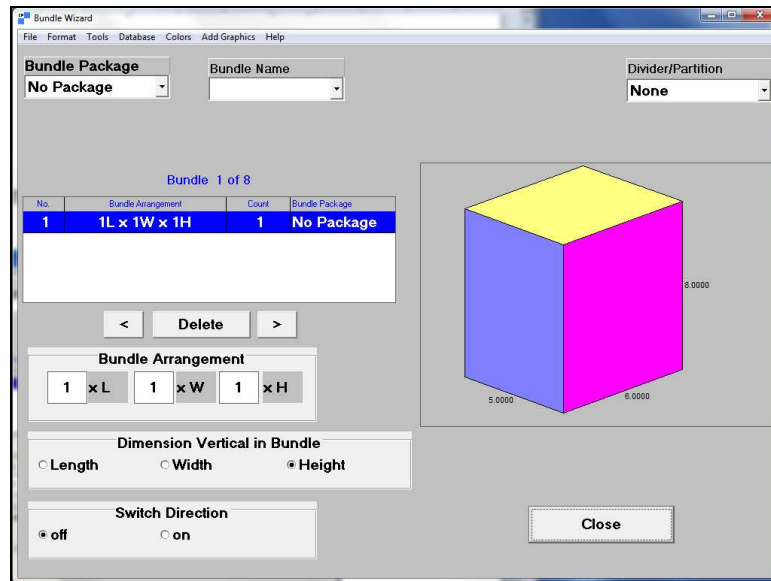 Bundle Wizard
File Format Tools Database Colors Add Graphics Help
Bundle Package Bundle Name Divider/Partition
No Package None
Bundle 1 of 8
No. Bundle Arrangement Count Bundle Package
1 1L x 1W x 1H 1 No Package
8.0000
5.0000 6.0000
< Delete >
Bundle Arrangement
1 x L 1 x W 1 x H
Dimension Vertical in Bundle
Length Width Height
Switch Direction
off on
Close